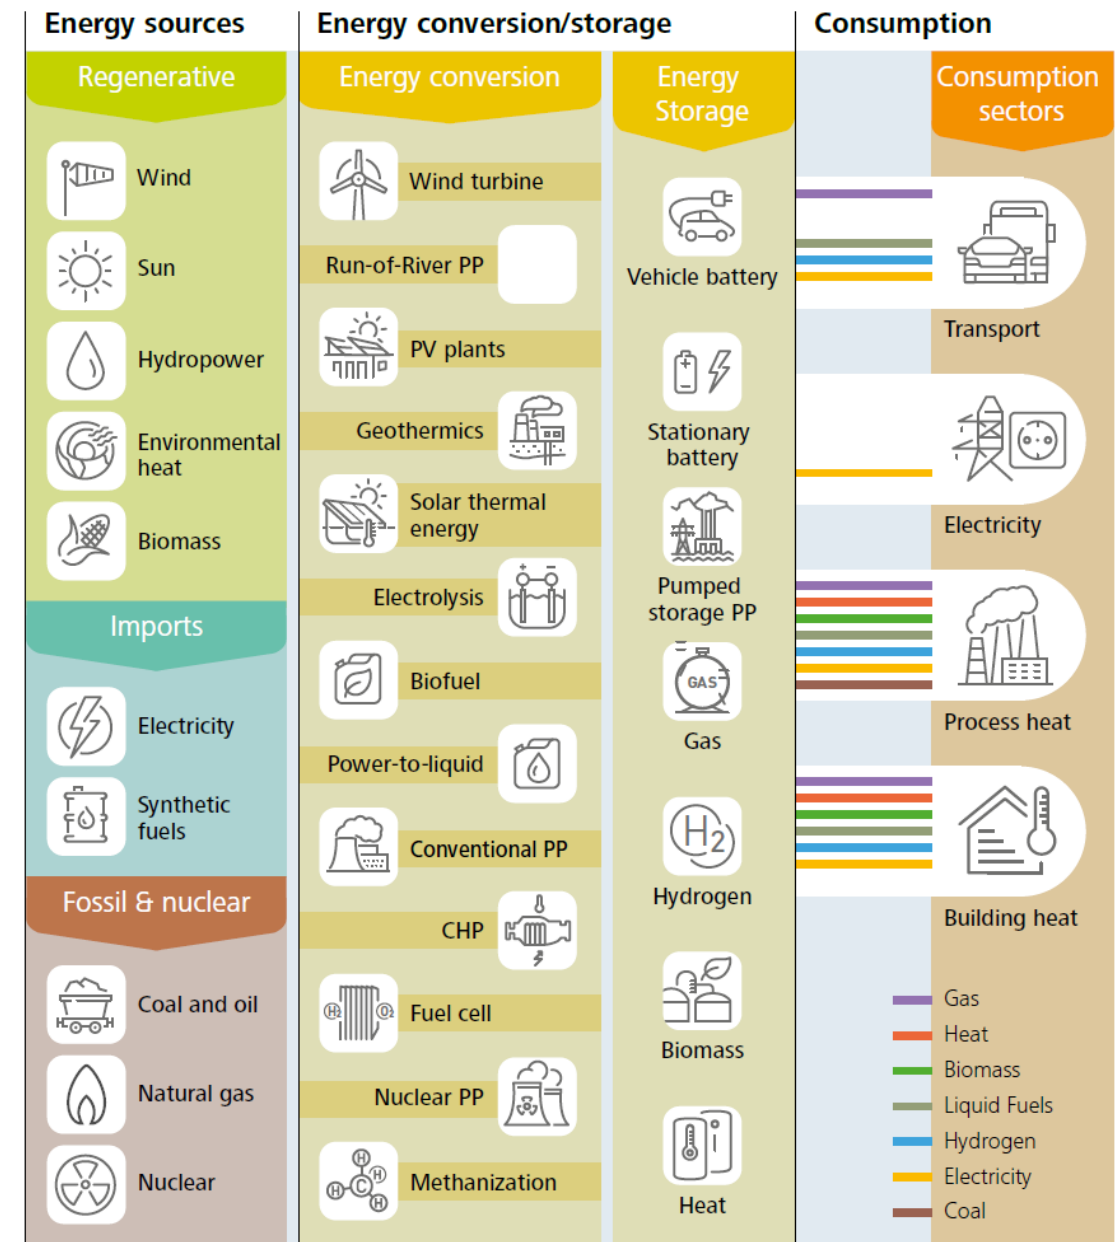 Energy sources
Energy conversion/storage
Consumption
Regenerative
Wind
Sun
Hydropower
Environmental
heat
Biomass
Imports
Electricity
Synthetic
fuels
Fossil & nuclear
Coal and oil
Natural gas
Nuclear
Energy conversion
Wind turbine
Run-of-River PP
PV plants
Geothermics
Solar thermal
energy
Electrolysis
+ −
Biofuel
Power-to-liquid
Conventional PP
CHP
H₂ O₂
Fuel cell
Nuclear PP
H
H
H C
H
Methanization
Energy
Storage
Vehicle battery
+
−
Stationary
battery
Pumped
storage PP
GAS
Gas
H₂
Hydrogen
Biomass
Heat
Consumption
sectors
Transport
Electricity
Process heat
Building heat
Gas
Heat
Biomass
Liquid Fuels
Hydrogen
Electricity
Coal